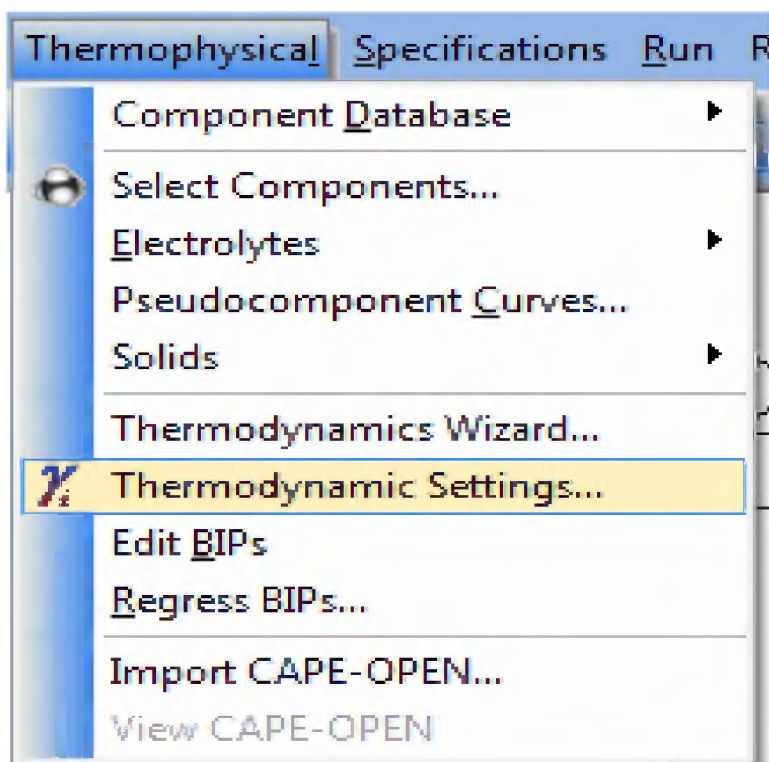 Thermophysical Specifications Run R
Component Database
Select Components...
Electrolytes
Pseudocomponent Curves...
Solids
Thermodynamics Wizard...
Thermodynamic Settings...
Edit BIPs
Regress BIPs...
Import CAPE-OPEN...
View CAPE-OPEN